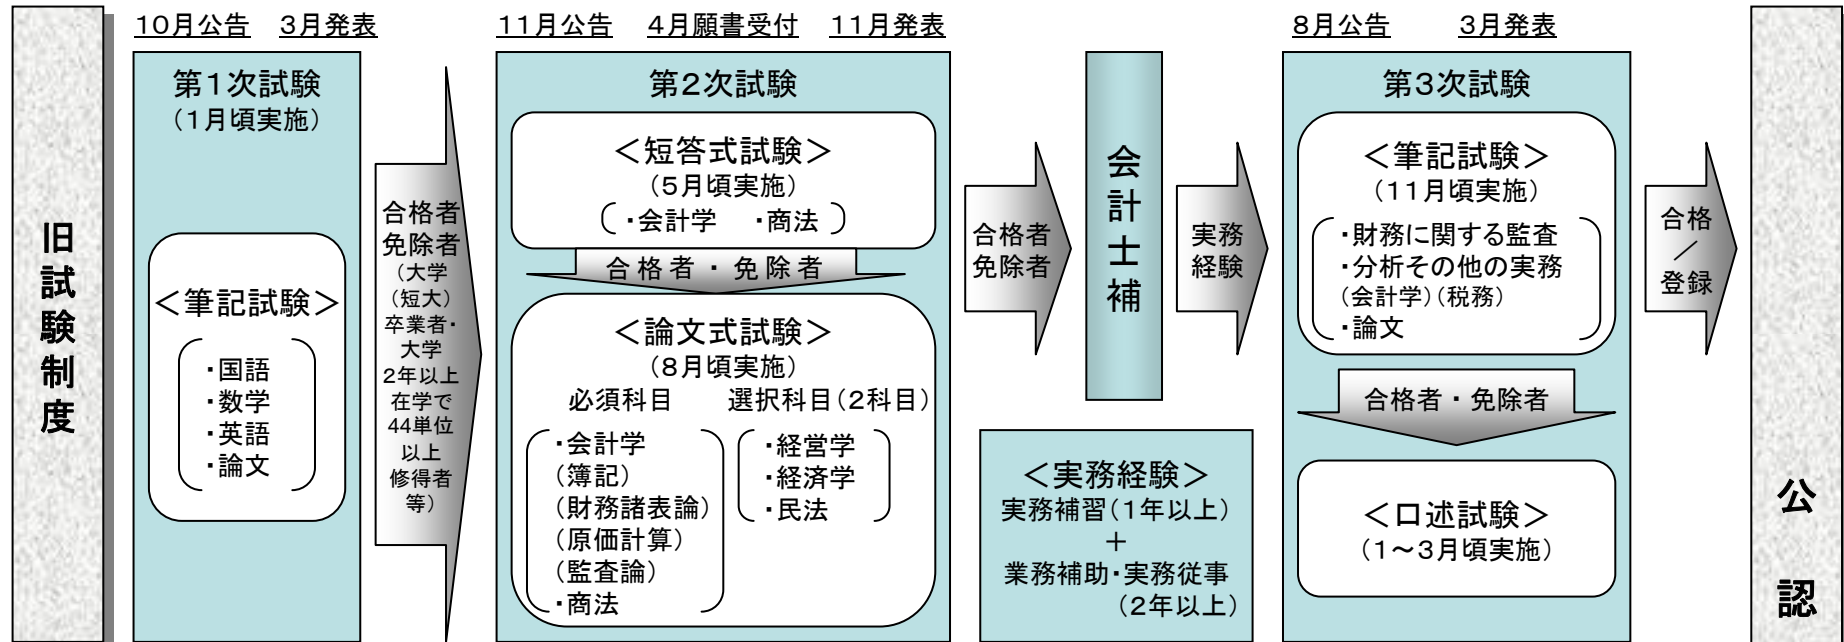 旧試験制度
10月公告 3月発表
第1次試験
(1月頃実施)
<筆記試験>
・国語
・数学
・英語
・論文
合格者
免除者
(大学
(短大)
卒業者・
大学
2年以上
在学で
44単位
以上
修得者
等)
11月公告 4月願書受付 11月発表
第2次試験
<短答式試験>
(5月頃実施)
・会計学 ・商法
合格者・免除者
<論文式試験>
(8月頃実施)
必須科目 選択科目(2科目)
・会計学
(簿記)
(財務諸表論)
(原価計算)
(監査論)
・商法
・経営学
・経済学
・民法
合格者
免除者
会計士補
実務
経験
<実務経験>
実務補習(1年以上)
+
業務補助・実務従事
(2年以上)
8月公告 3月発表
第3次試験
<筆記試験>
(11月頃実施)
・財務に関する監査
・分析その他の実務
(会計学)(税務)
・論文
合格者・免除者
<口述試験>
(1~3月頃実施)
合格
/
登録
公認